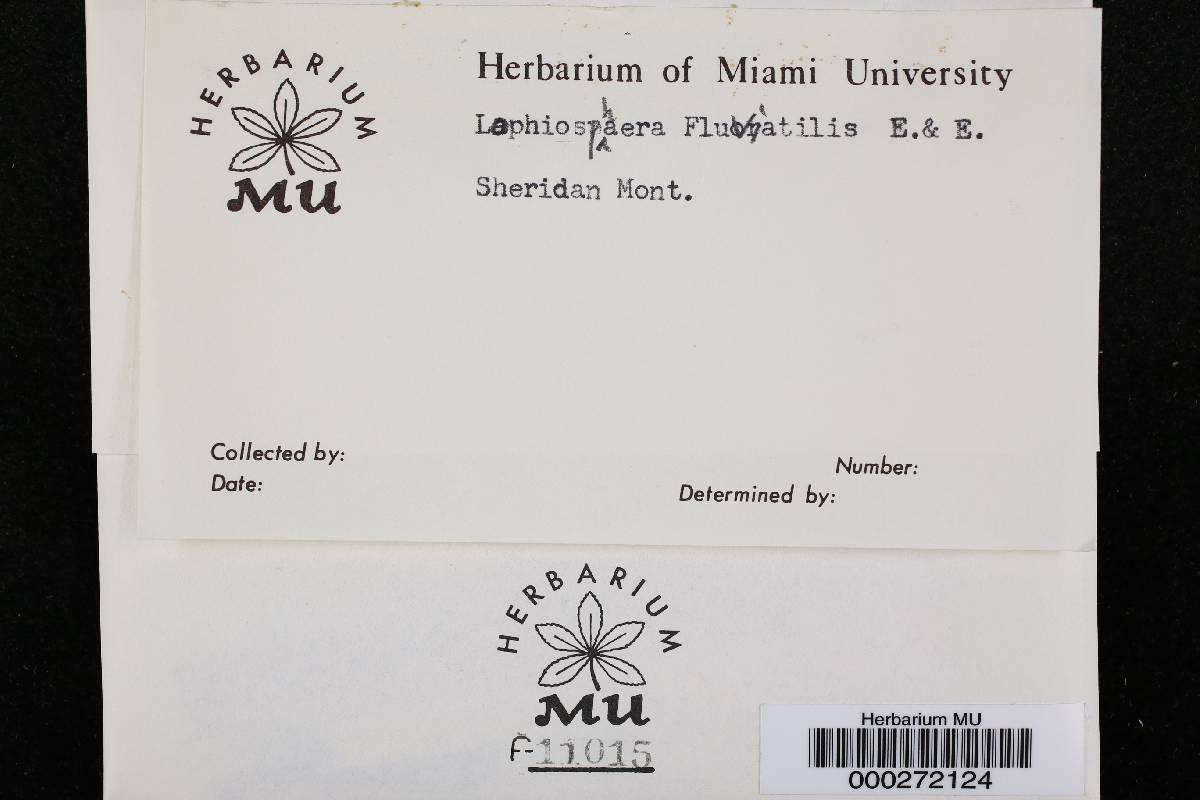 HERBARIUM
MU
Herbarium of Miami University
Lophiosphaera Fluviatilis E.& E.
Sheridan Mont.
Collected by:
Date:
Number:
Determined by:
HERBARIUM
MU
F-11015
Herbarium MU
000272124